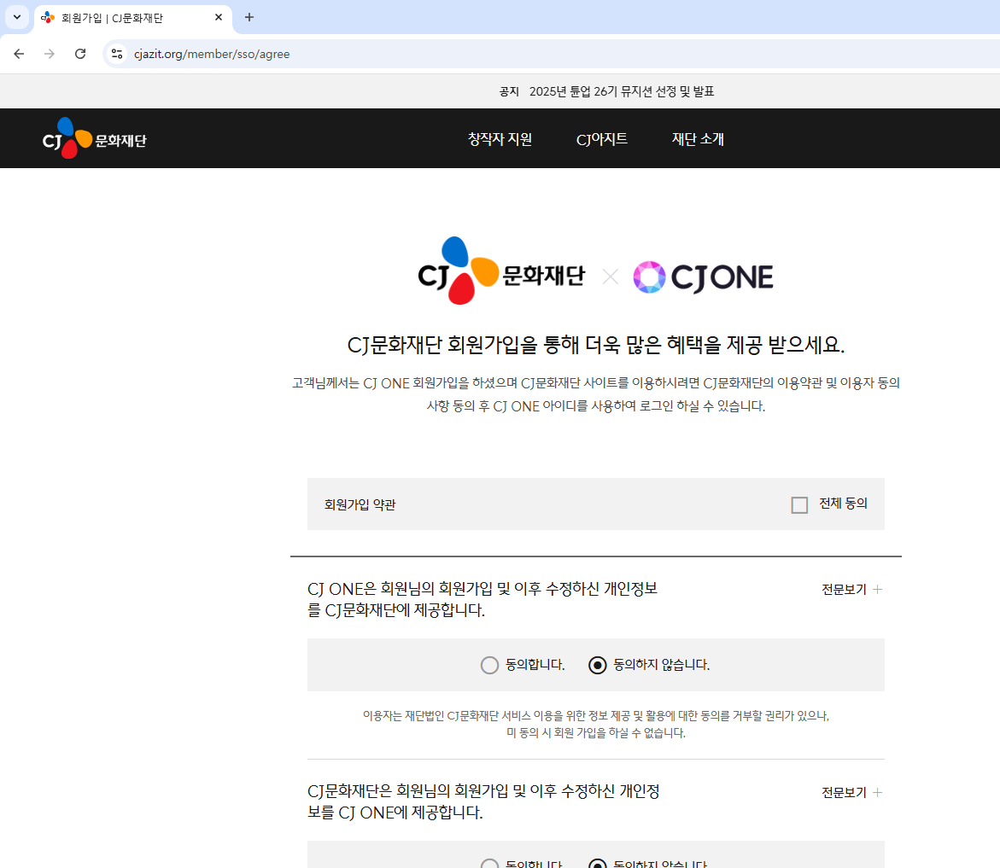 회원가입 | CJ문화재단
cjazit.org/member/sso/agree
공지 2025년 튠업 26기 뮤지션 선정 및 발표
CJ 문화재단 창작자 지원 CJ아지트 재단 소개
CJ 문화재단 CJ ONE
CJ문화재단 회원가입을 통해 더욱 많은 혜택을 제공 받으세요.
고객님께서는 CJ ONE 회원가입을 하셨으며 CJ문화재단 사이트를 이용하시려면 CJ문화재단의 이용약관 및 이용자 동의
사항 동의 후 CJ ONE 아이디를 사용하여 로그인 하실 수 있습니다.
회원가입 약관 전체 동의
CJ ONE은 회원님의 회원가입 및 이후 수정하신 개인정보 전문보기
를 CJ문화재단에 제공합니다.
동의합니다. 동의하지 않습니다.
이용자는 재단법인 CJ문화재단 서비스 이용을 위한 정보 제공 및 활용에 대한 동의를 거부할 권리가 있으나,
미 동의 시 회원 가입을 하실 수 없습니다.
CJ문화재단은 회원님의 회원가입 및 이후 수정하신 개인정 전문보기
보를 CJ ONE에 제공합니다.
동의합니다. 동의하지 않습니다.